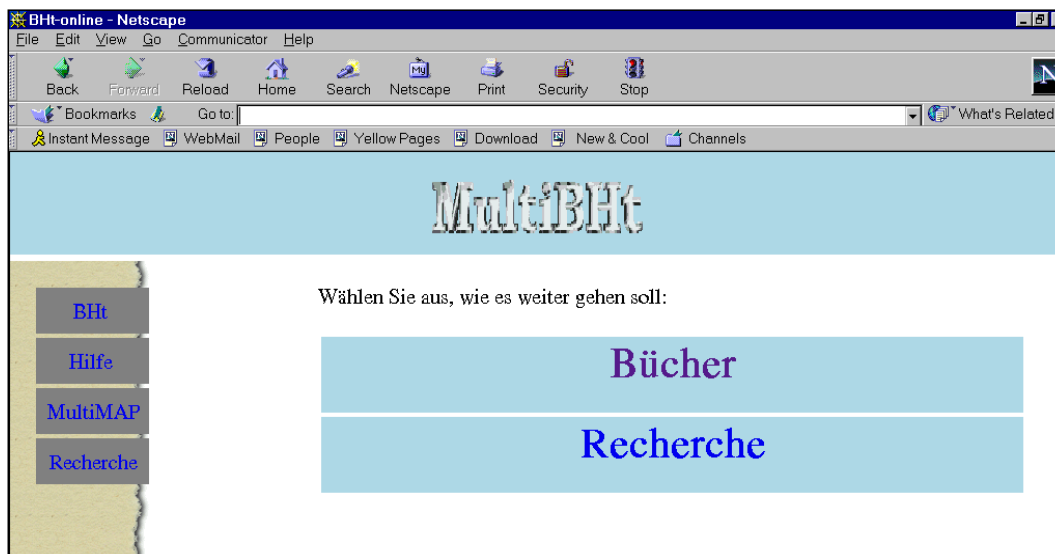 BHt-online - Netscape
File Edit View Go Communicator Help
Back Forward Reload Home Search Netscape Print Security Stop
Bookmarks Go to: What's Related
Instant Message WebMail People Yellow Pages Download New & Cool Channels
MultiBHt
Wählen Sie aus, wie es weiter gehen soll:
BHt
Hilfe
MultiMAP
Recherche
Bücher
Recherche